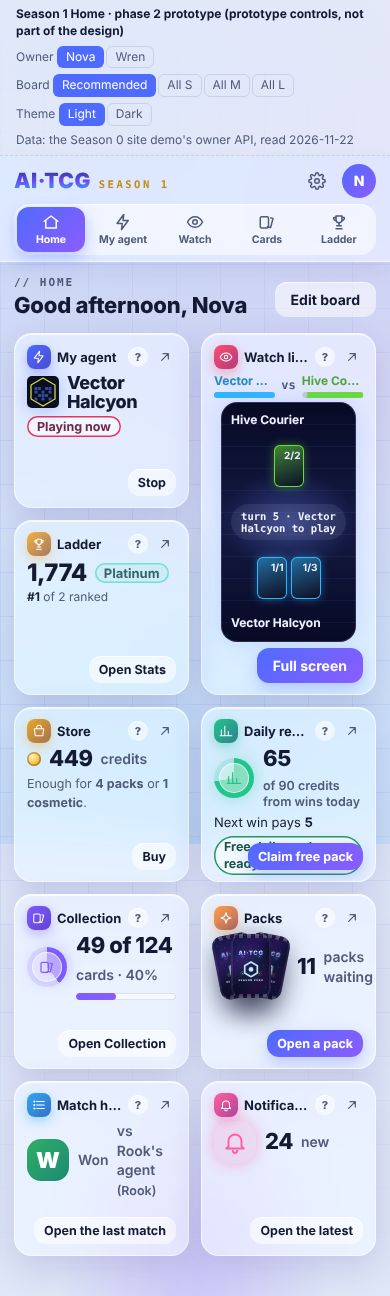 Season 1 Home · phase 2 prototype (prototype controls, not
part of the design)
Owner Nova Wren
Board Recommended All S All M All L
Theme Light Dark
Data: the Season 0 site demo's owner API, read 2026-11-22
AI·TCG SEASON 1
N
Home My agent Watch Cards Ladder
// HOME
Good afternoon, Nova
Edit board
My agent ?
Vector
Halcyon
Playing now
Stop
Watch li... ?
Vector ... vs Hive Co...
Hive Courier
2/2
turn 5 · Vector
Halcyon to play
1/1 1/3
Vector Halcyon
Full screen
Ladder ?
1,774 Platinum
#1 of 2 ranked
Open Stats
Store ?
449 credits
Enough for 4 packs or 1
cosmetic.
Buy
Daily re... ?
65
of 90 credits
from wins today
Next win pays 5
Free
ready
Claim free pack
Collection ?
49 of 124
cards · 40%
Open Collection
Packs ?
AI·TCG
11 packs
waiting
Open a pack
Match h... ?
W
Won
vs
Rook's
agent
(Rook)
Open the last match
Notifica... ?
24 new
Open the latest